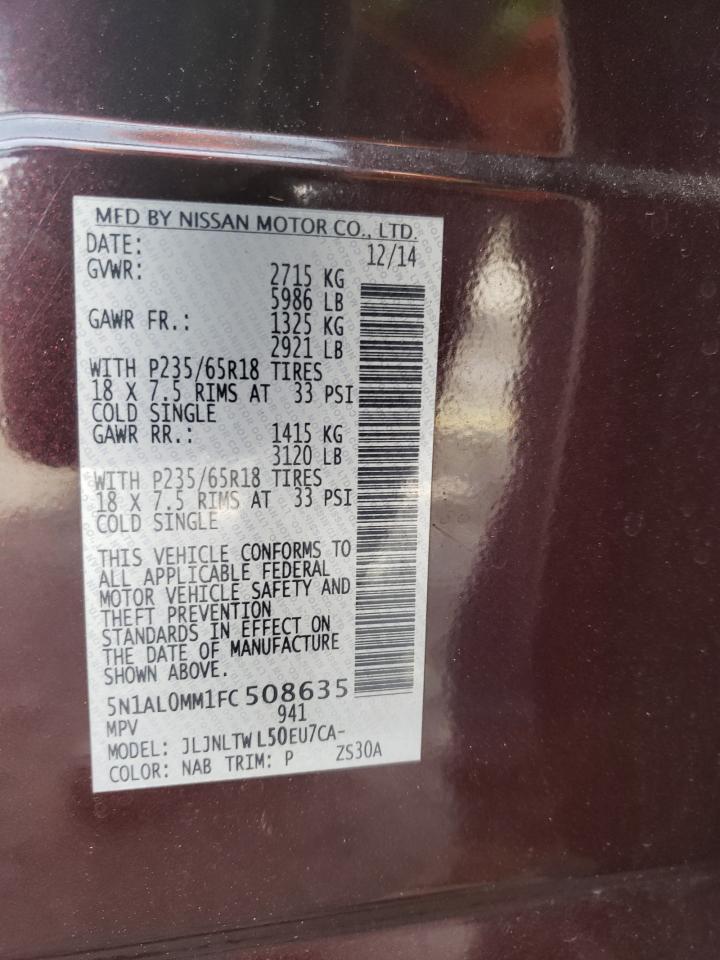 MFD BY NISSAN MOTOR CO., LTD.
DATE: 12/14
GVWR: 2715 KG
5986 LB
GAWR FR.: 1325 KG
2921 LB
WITH P235/65R18 TIRES
18 X 7.5 RIMS AT 33 PSI
COLD SINGLE
GAWR RR.: 1415 KG
3120 LB
WITH P235/65R18 TIRES
18 X 7.5 RIMS AT 33 PSI
COLD SINGLE
THIS VEHICLE CONFORMS TO
ALL APPLICABLE FEDERAL
MOTOR VEHICLE SAFETY AND
THEFT PREVENTION
STANDARDS IN EFFECT ON
THE DATE OF MANUFACTURE
SHOWN ABOVE.
5N1AL0MM1FC 508635
MPV 941
MODEL: JLJNLTWL50EU7CA-
COLOR: NAB TRIM: P ZS30A